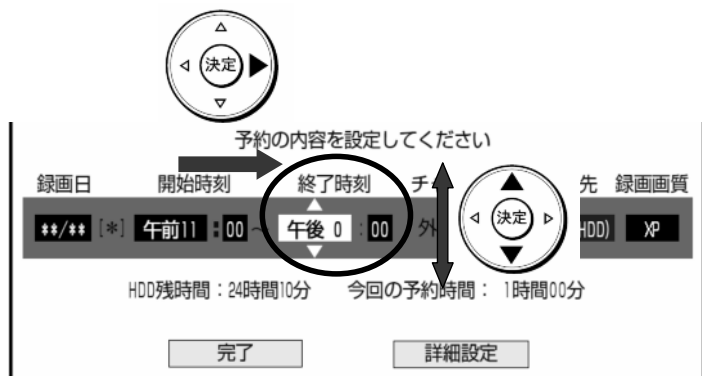 決定
予約の内容を設定してください
録画日 開始時刻 終了時刻 チ 先 録画画質
**/** [*] 午前11 : 00 ~ 午後 0 : 00 外 HDD) XP
決定
HDD残時間：24時間10分 今回の予約時間： 1時間00分
完了 詳細設定